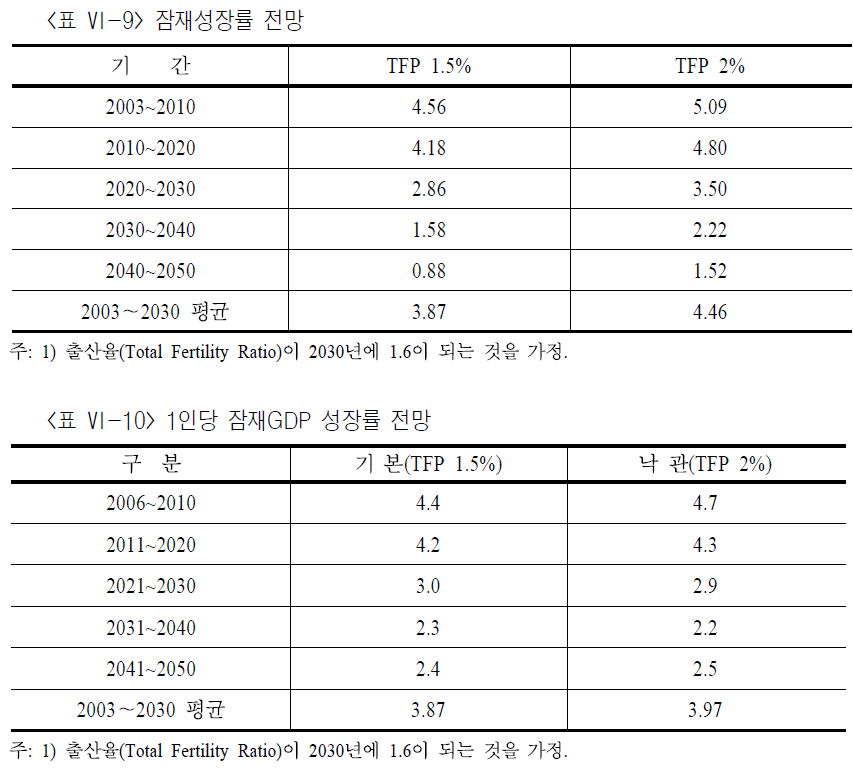 <표 Ⅵ-9> 잠재성장률 전망
기 간 TFP 1.5% TFP 2%
2003~2010 4.56 5.09
2010~2020 4.18 4.80
2020~2030 2.86 3.50
2030~2040 1.58 2.22
2040~2050 0.88 1.52
2003~2030 평균 3.87 4.46
주: 1) 출산율(Total Fertility Ratio)이 2030년에 1.6이 되는 것을 가정.
<표 Ⅵ-10> 1인당 잠재GDP 성장률 전망
구 분 기 본(TFP 1.5%) 낙 관(TFP 2%)
2006~2010 4.4 4.7
2011~2020 4.2 4.3
2021~2030 3.0 2.9
2031~2040 2.3 2.2
2041~2050 2.4 2.5
2003~2030 평균 3.87 3.97
주: 1) 출산율(Total Fertility Ratio)이 2030년에 1.6이 되는 것을 가정.